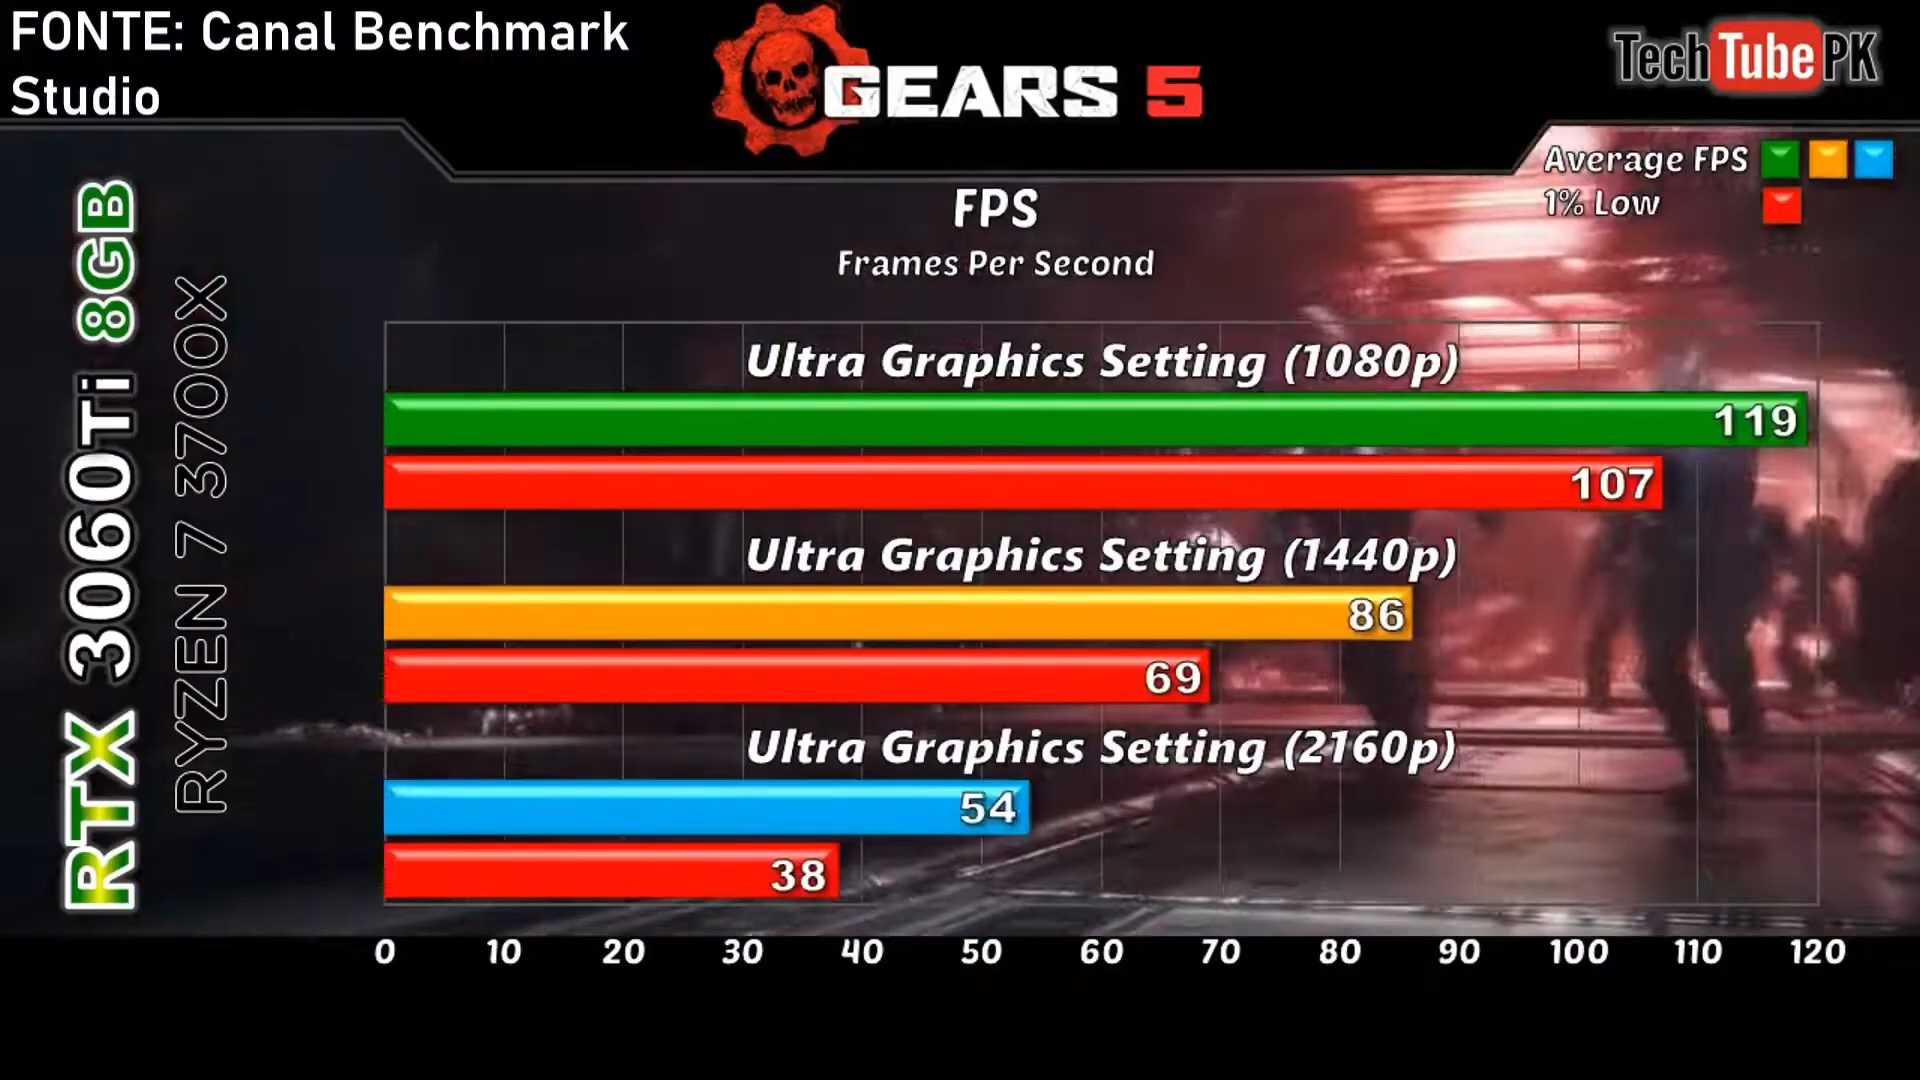 FONTE: Canal Benchmark
Studio
GEARS 5
TechTubePK
Average FPS
1% Low
FPS
Frames Per Second
RTX 3060Ti 8GB
RYZEN 7 3700X
Ultra Graphics Setting (1080p)
119
107
Ultra Graphics Setting (1440p)
86
69
Ultra Graphics Setting (2160p)
54
38
0 10 20 30 40 50 60 70 80 90 100 110 120